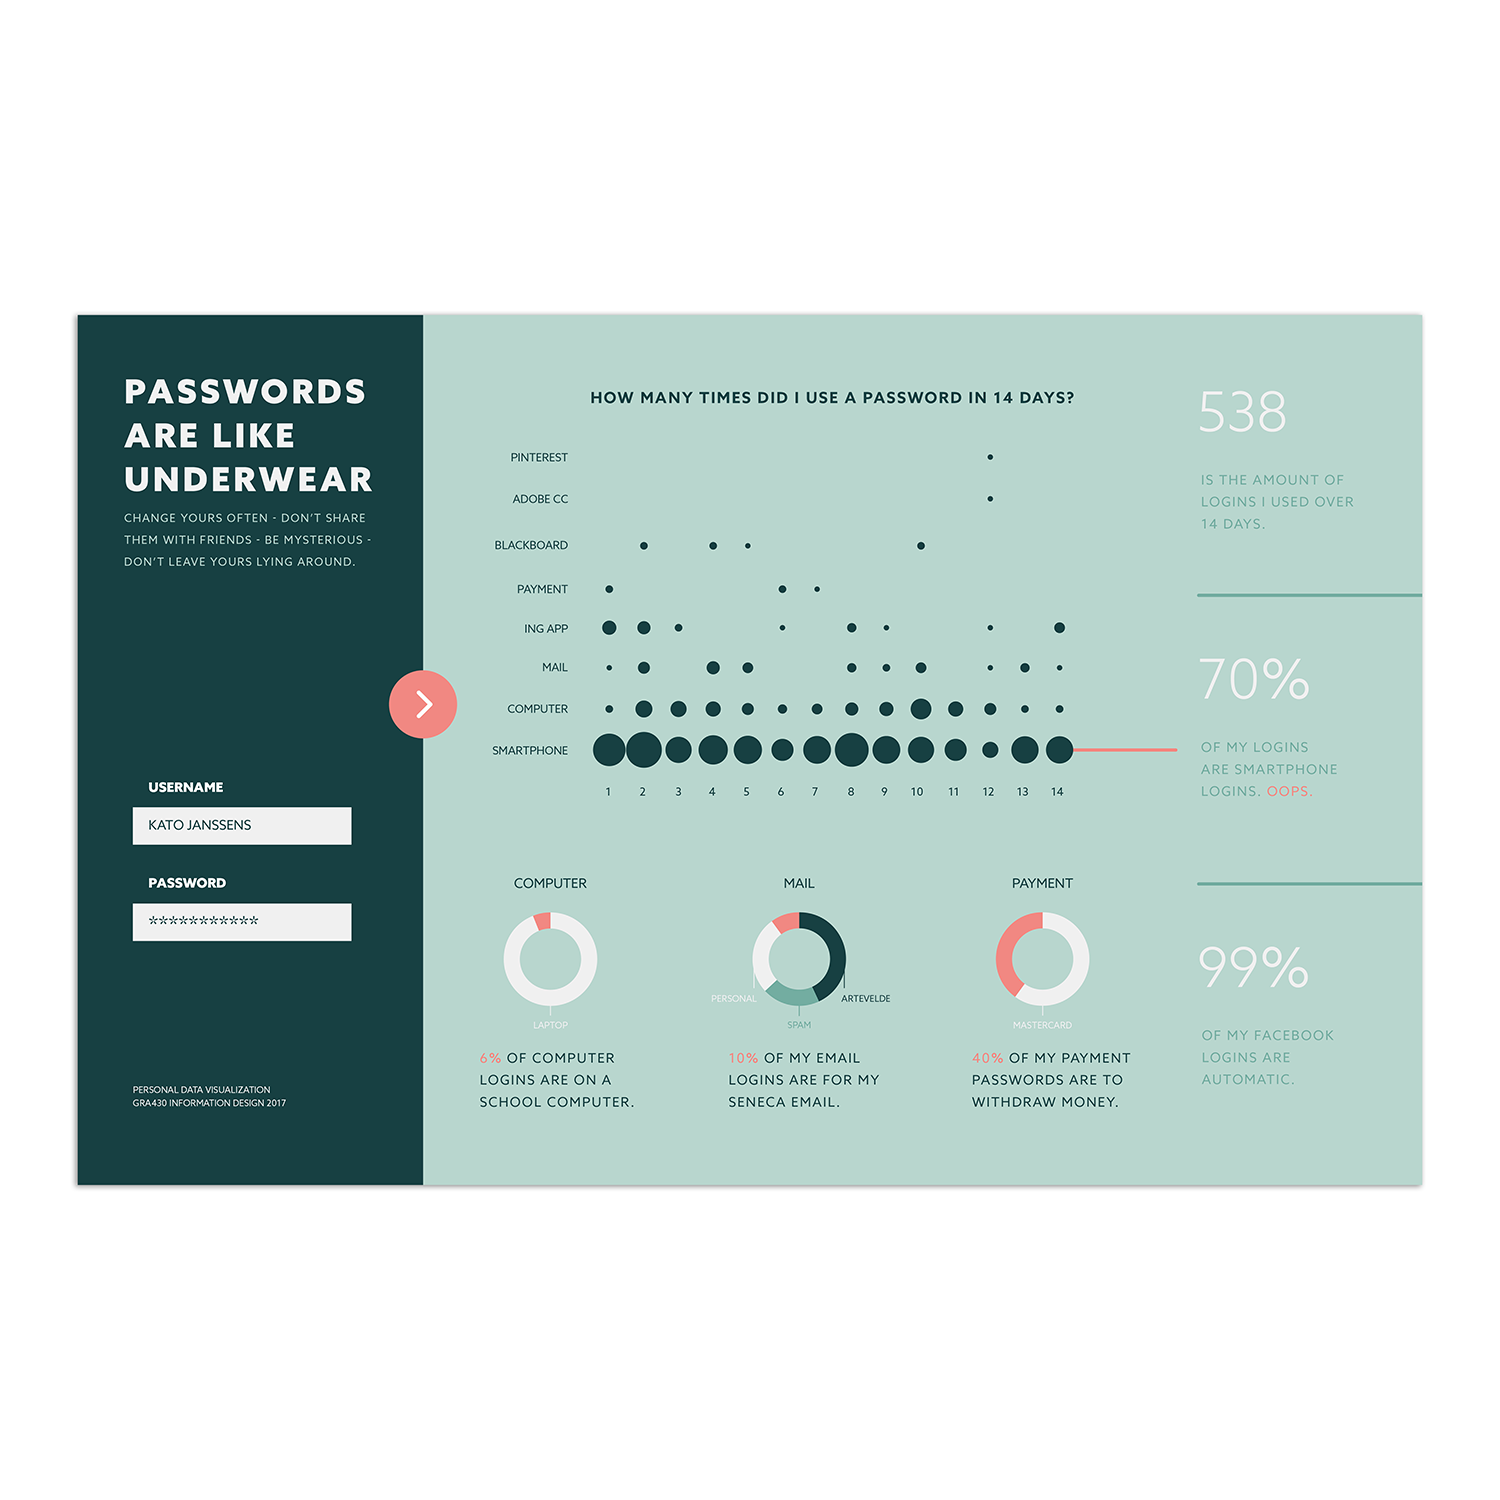 PASSWORDS
ARE LIKE
UNDERWEAR
CHANGE YOURS OFTEN - DON'T SHARE
THEM WITH FRIENDS - BE MYSTERIOUS -
DON'T LEAVE YOURS LYING AROUND.
USERNAME
KATO JANSSENS
PASSWORD
***********
PERSONAL DATA VISUALIZATION
GRA430 INFORMATION DESIGN 2017
HOW MANY TIMES DID I USE A PASSWORD IN 14 DAYS?
PINTEREST
ADOBE CC
BLACKBOARD
PAYMENT
ING APP
MAIL
COMPUTER
SMARTPHONE
1 2 3 4 5 6 7 8 9 10 11 12 13 14
COMPUTER
LAPTOP
6% OF COMPUTER
LOGINS ARE ON A
SCHOOL COMPUTER.
MAIL
PERSONAL
ARTEVELDE
SPAM
10% OF MY EMAIL
LOGINS ARE FOR MY
SENECA EMAIL.
PAYMENT
MASTERCARD
40% OF MY PAYMENT
PASSWORDS ARE TO
WITHDRAW MONEY.
538
IS THE AMOUNT OF
LOGINS I USED OVER
14 DAYS.
70%
OF MY LOGINS
ARE SMARTPHONE
LOGINS. OOPS.
99%
OF MY FACEBOOK
LOGINS ARE
AUTOMATIC.